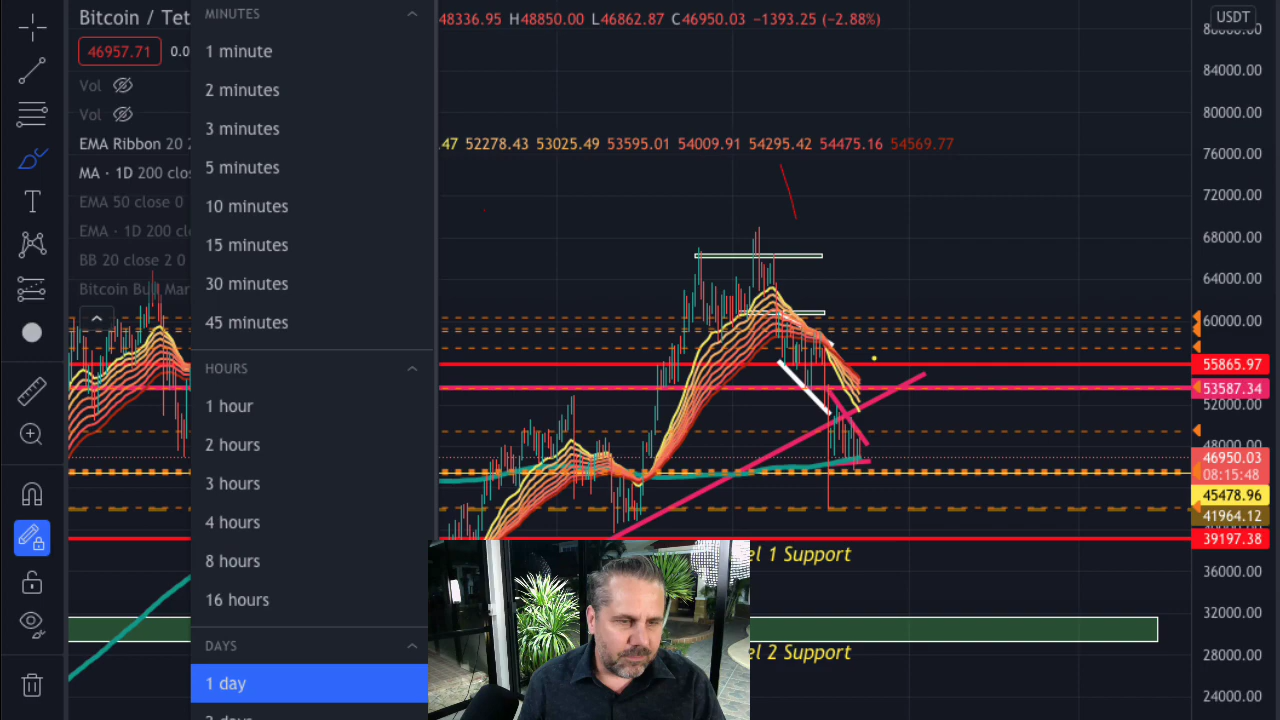 Bitcoin / Tet
MINUTES
48336.95 H48850.00 L46862.87 C46950.03 −1393.25 (−2.88%)
USDT
46957.71 0.0
1 minute
84000.00
Vol
2 minutes
80000.00
Vol
3 minutes
EMA Ribbon 20 2
.47 52278.43 53025.49 53595.01 54009.91 54295.42 54475.16 54569.77
76000.00
MA · 1D 200 clos
5 minutes
72000.00
EMA 50 close 0
10 minutes
EMA · 1D 200 cl
15 minutes
68000.00
BB 20 close 2 0
30 minutes
64000.00
Bitcoin Bull Mar
45 minutes
60000.00
HOURS
55865.97
53587.34
1 hour
52000.00
2 hours
48000.00
46950.03
08:15:48
3 hours
45478.96
4 hours
41964.12
39197.38
8 hours
el 1 Support
36000.00
16 hours
32000.00
DAYS
el 2 Support
28000.00
1 day
24000.00